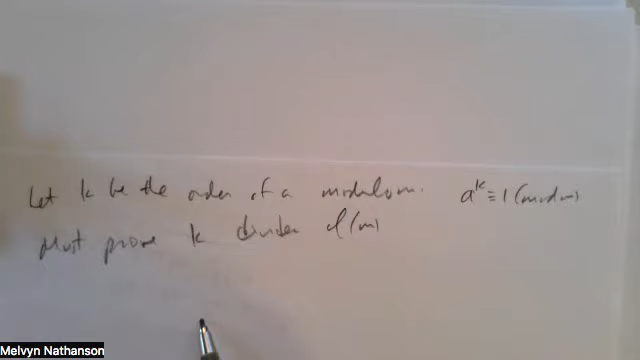 Let k be the order of a modulo m. a^k ≡ 1 (mod m)
Must prove k divides φ(m)
Melvyn Nathanson